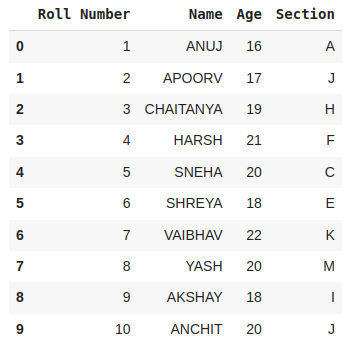 Roll Number Name Age Section
0 1 ANUJ 16 A
1 2 APOORV 17 J
2 3 CHAITANYA 19 H
3 4 HARSH 21 F
4 5 SNEHA 20 C
5 6 SHREYA 18 E
6 7 VAIBHAV 22 K
7 8 YASH 20 M
8 9 AKSHAY 18 I
9 10 ANCHIT 20 J